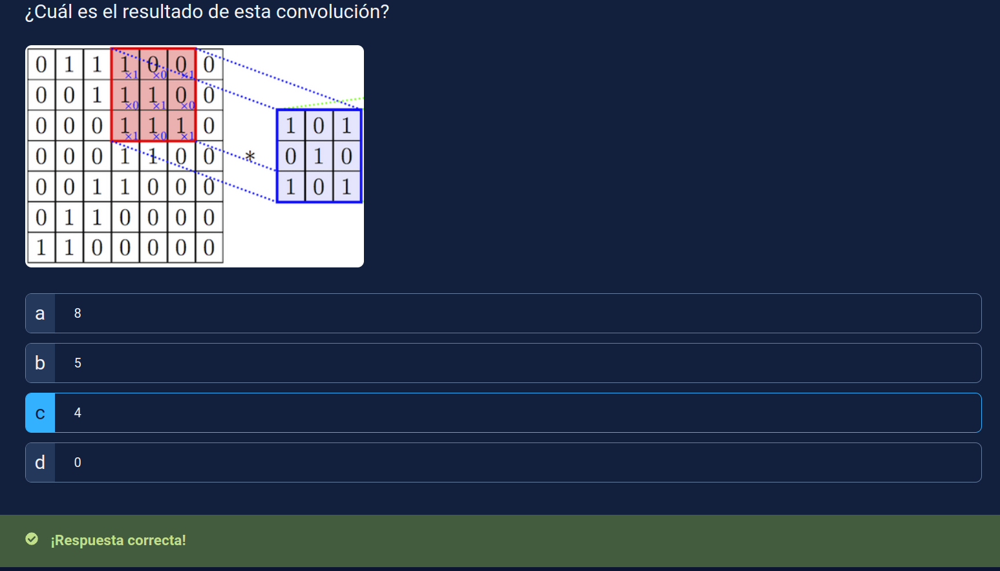 ¿Cuál es el resultado de esta convolución?
0 1 1 1 0 0 0
×1 ×0 ×1
0 0 1 1 1 0 0
×0 ×1 ×0
0 0 0 1 1 1 0
×1 ×0 ×1
0 0 0 1 1 0 0
0 0 1 1 0 0 0
0 1 1 0 0 0 0
1 1 0 0 0 0 0
*
1 0 1
0 1 0
1 0 1
a 8
b 5
c 4
d 0
¡Respuesta correcta!